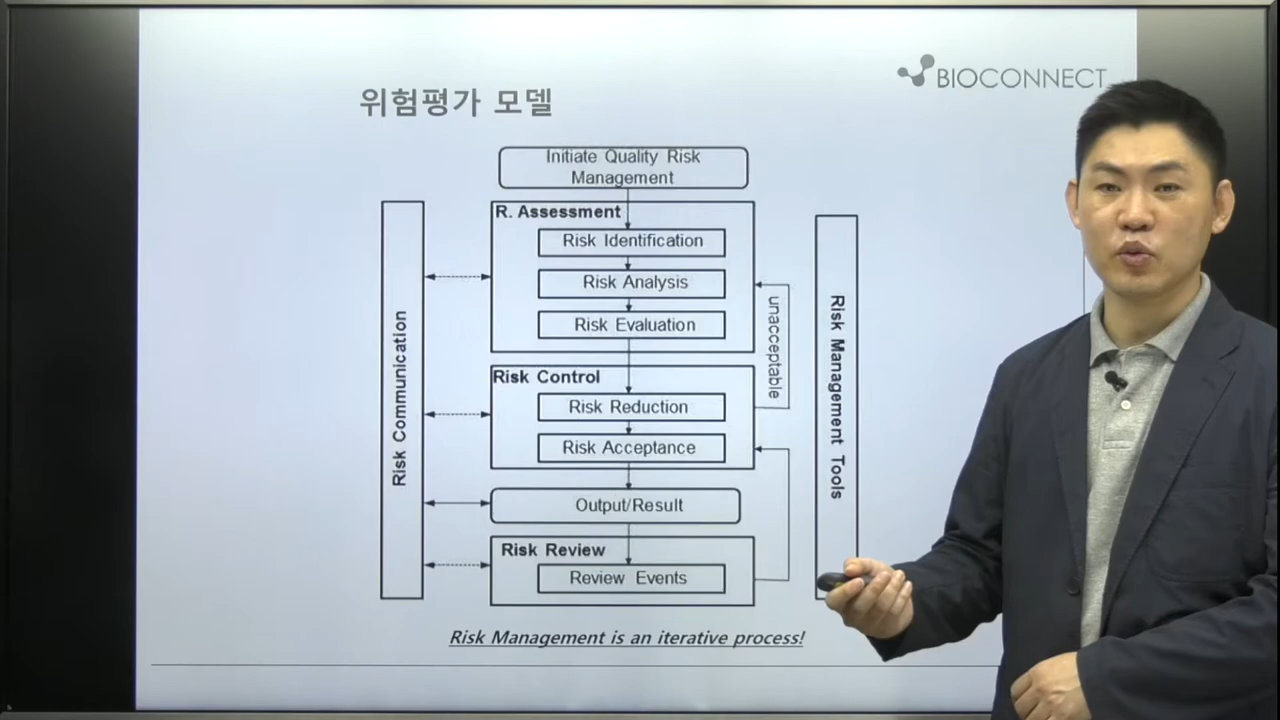 BIOCONNECT
위험평가 모델
Initiate Quality Risk
Management
R. Assessment
Risk Identification
Risk Analysis
Risk Evaluation
unacceptable
Risk Communication
Risk Control
Risk Reduction
Risk Acceptance
Risk Management Tools
Output/Result
Risk Review
Review Events
Risk Management is an iterative process!